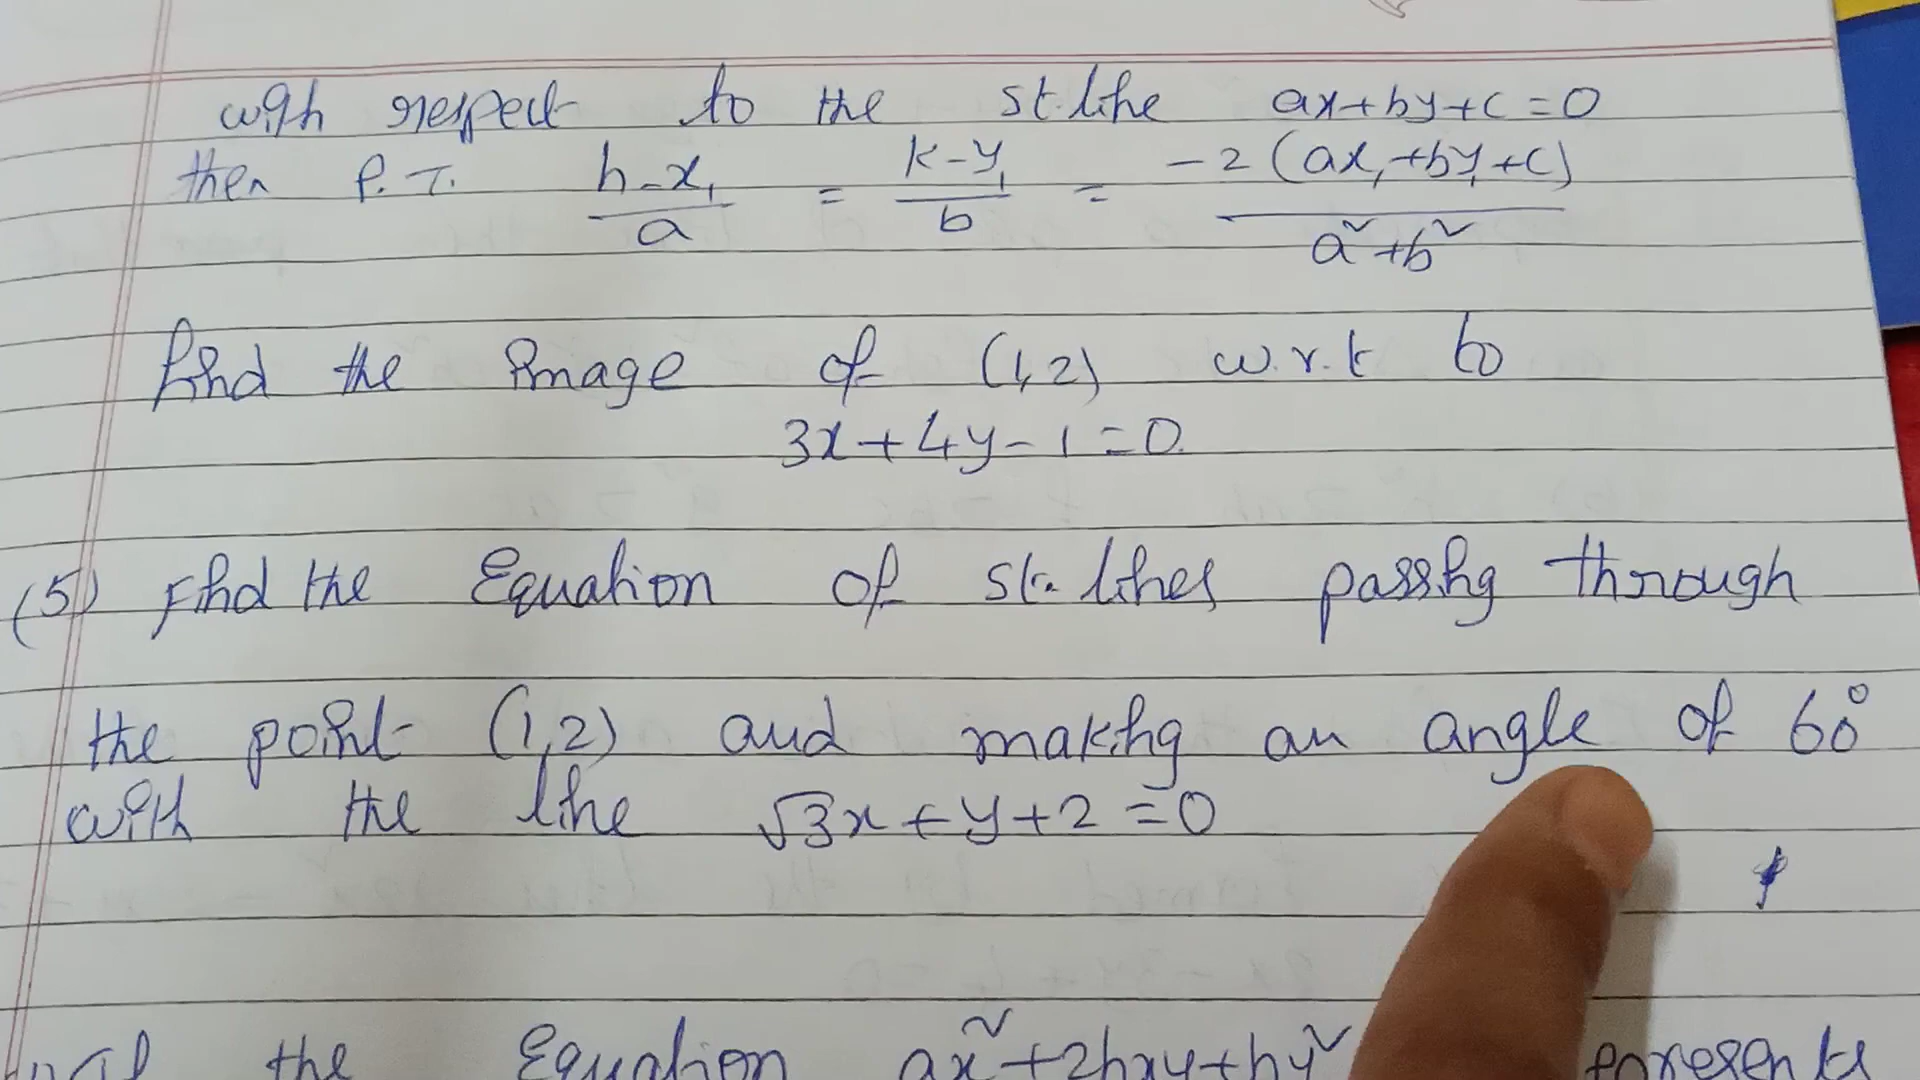 with respect to the st.line ax+by+c=0
then P.T. h-x₁/a = k-y₁/b = -2(ax₁+by₁+c)/a²+b²
find the image of (1,2) w.r.t to
3x+4y-1=0.
(5) Find the Equation of st. lines passing through
the point (1,2) and making an angle of 60°
with the line √3x+y+2=0
the Equation ax²+2hxy+by²